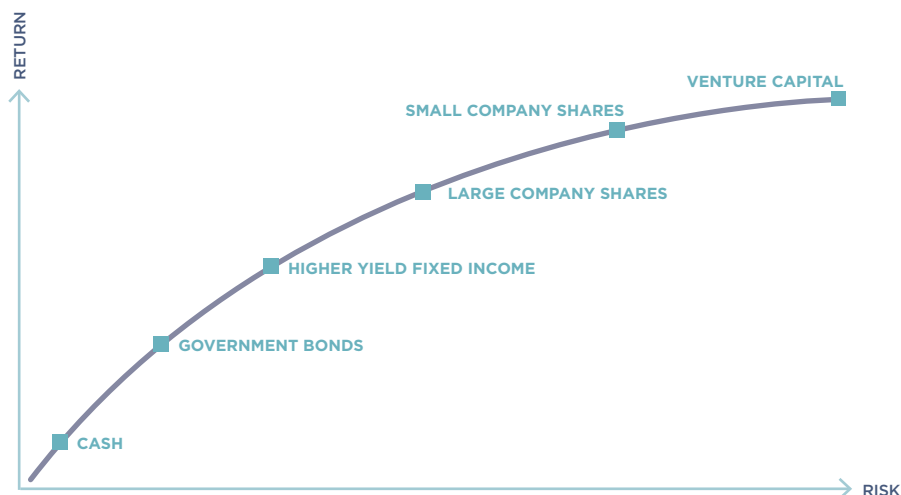 RETURN
VENTURE CAPITAL
SMALL COMPANY SHARES
LARGE COMPANY SHARES
HIGHER YIELD FIXED INCOME
GOVERNMENT BONDS
CASH
RISK